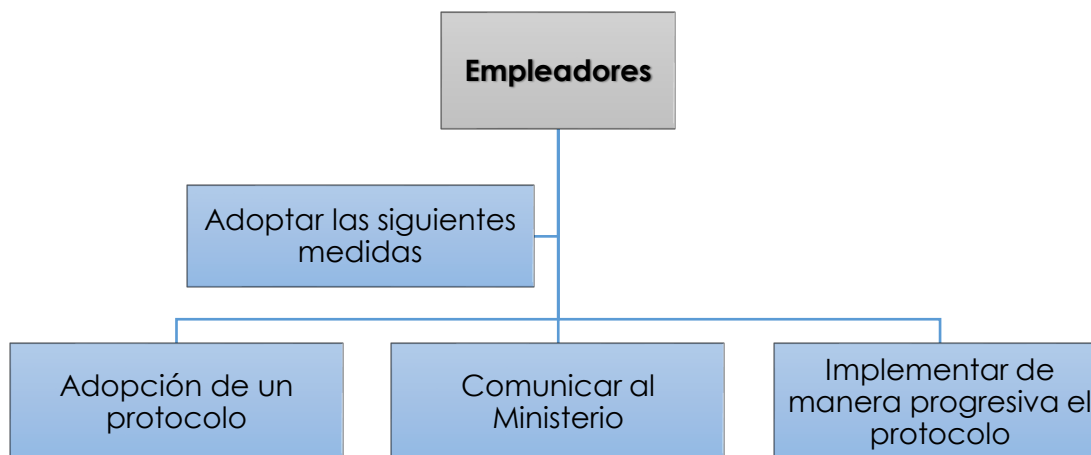 Empleadores
Adoptar las siguientes
medidas
Adopción de un
protocolo
Comunicar al
Ministerio
Implementar de
manera progresiva el
protocolo